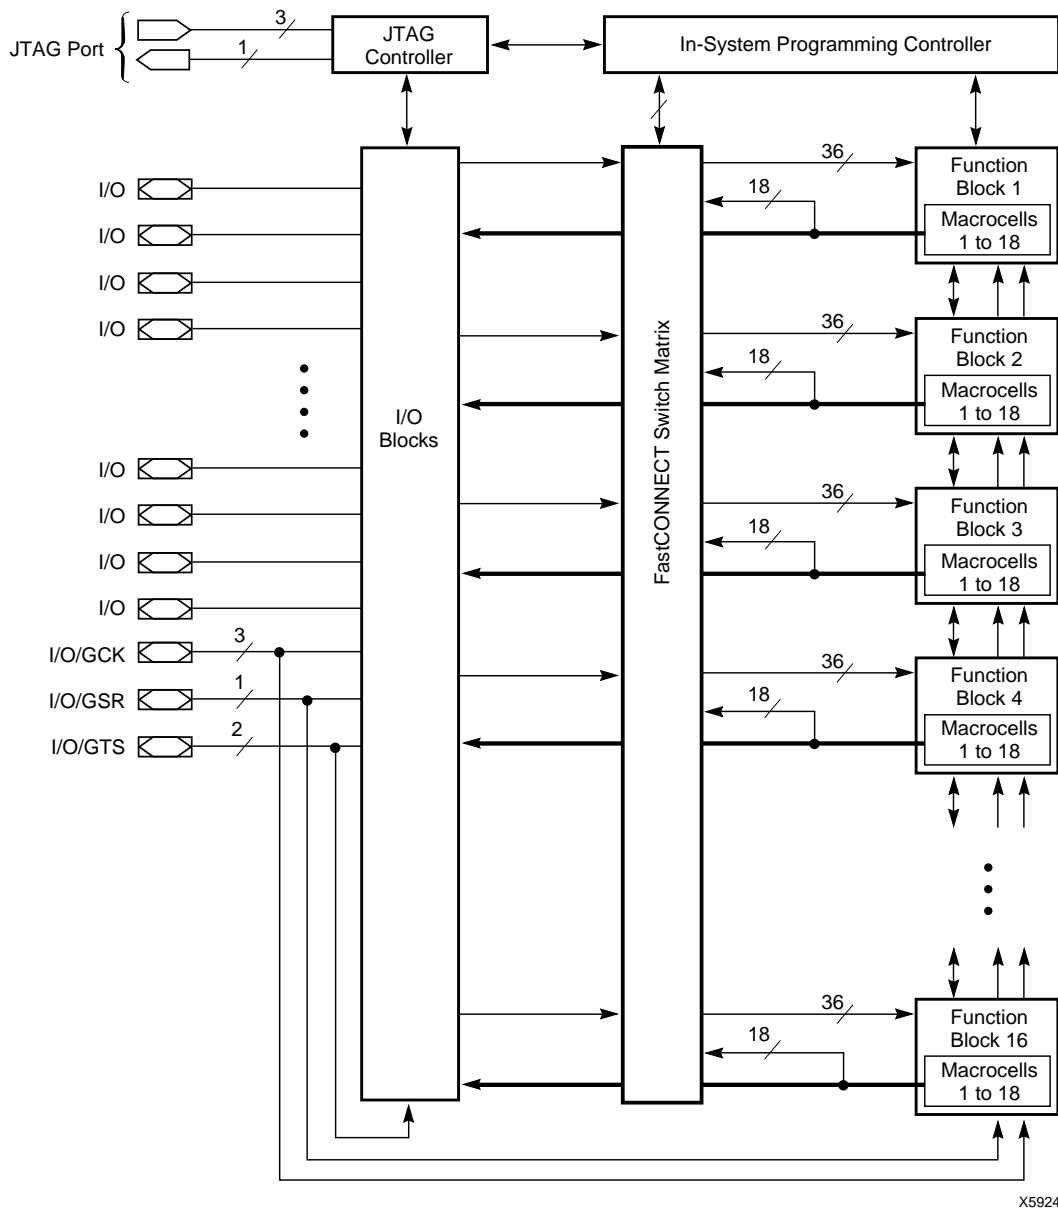 3
JTAG Port
1
JTAG
Controller
In-System Programming Controller
I/O
I/O
I/O
I/O
I/O
I/O
I/O
I/O
3
I/O/GCK
1
I/O/GSR
2
I/O/GTS
I/O
Blocks
FastCONNECT Switch Matrix
36
18
Function
Block 1
Macrocells
1 to 18
36
18
Function
Block 2
Macrocells
1 to 18
36
18
Function
Block 3
Macrocells
1 to 18
36
18
Function
Block 4
Macrocells
1 to 18
36
18
Function
Block 16
Macrocells
1 to 18
X5924